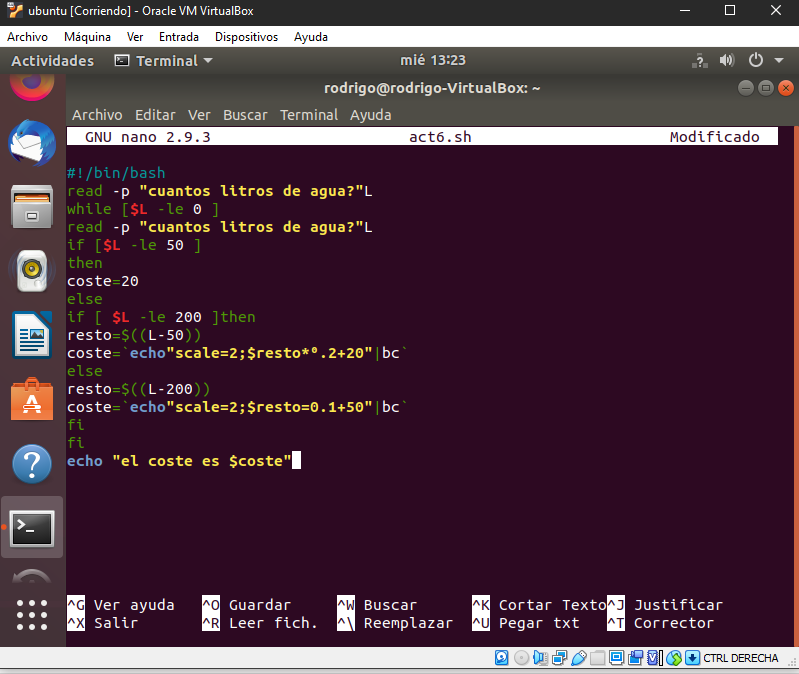 ubuntu [Corriendo] - Oracle VM VirtualBox
Archivo Máquina Ver Entrada Dispositivos Ayuda
Actividades Terminal mié 13:23
rodrigo@rodrigo-VirtualBox: ~
Archivo Editar Ver Buscar Terminal Ayuda
GNU nano 2.9.3 act6.sh Modificado
#!/bin/bash
read -p "cuantos litros de agua?"L
while [$L -le 0 ]
read -p "cuantos litros de agua?"L
if [$L -le 50 ]
then
coste=20
else
if [ $L -le 200 ]then
resto=$((L-50))
coste=`echo"scale=2;$resto*º.2+20"|bc`
else
resto=$((L-200))
coste=`echo"scale=2;$resto=0.1+50"|bc`
fi
fi
echo "el coste es $coste"
^G Ver ayuda ^O Guardar ^W Buscar ^K Cortar Texto ^J Justificar
^X Salir ^R Leer fich. ^\ Reemplazar ^U Pegar txt ^T Corrector
CTRL DERECHA